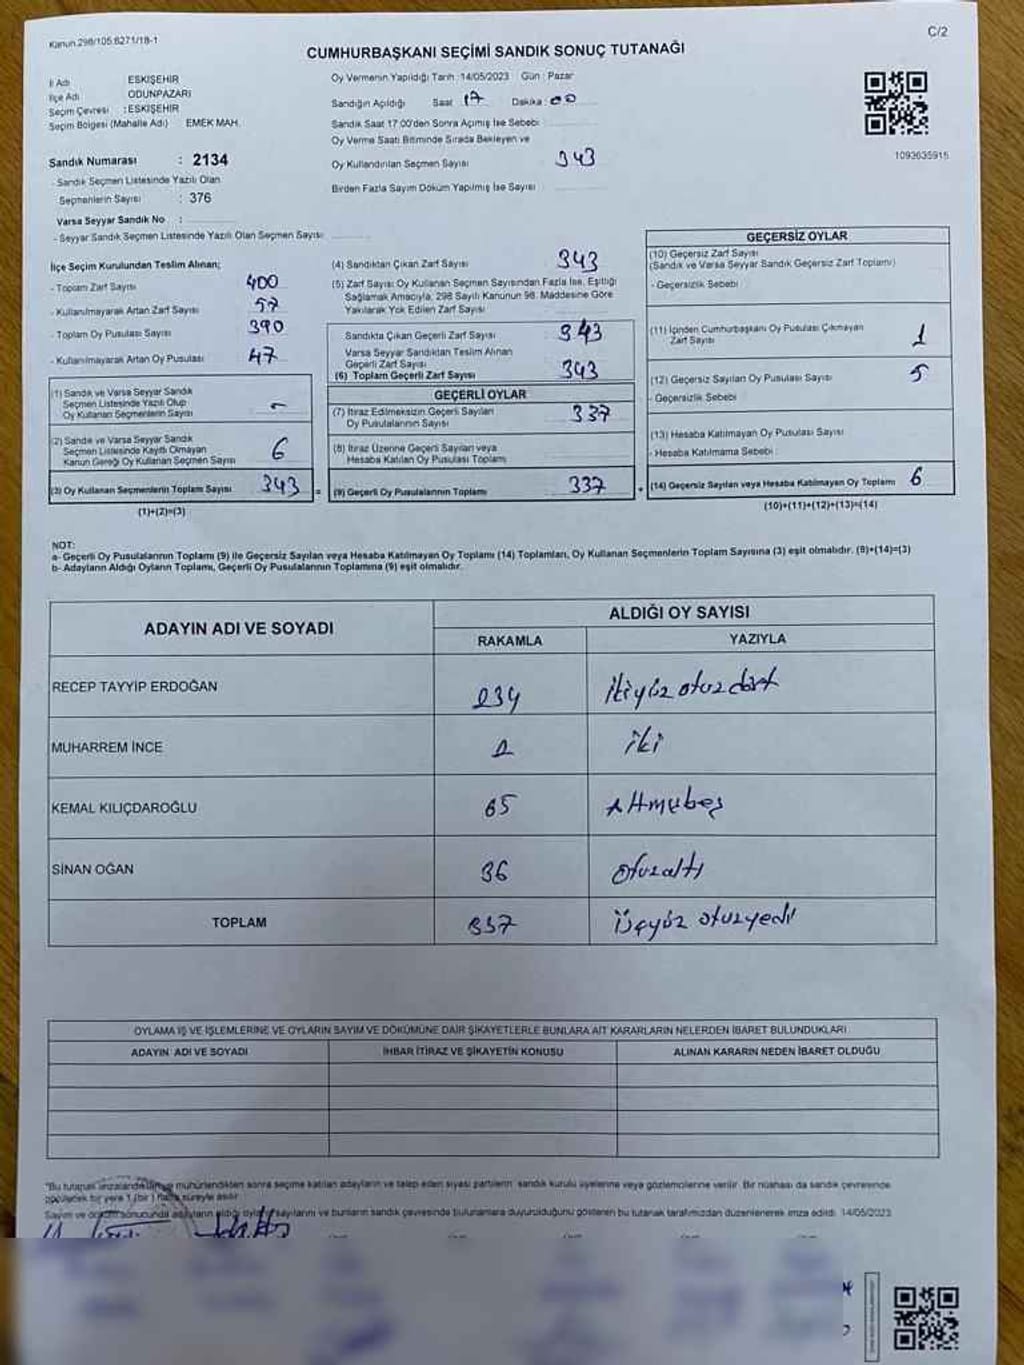 Kanun.298/105.6271/18-1
C/2
CUMHURBAŞKANI SEÇİMİ SANDIK SONUÇ TUTANAĞI
İl Adı ESKİŞEHİR
İlçe Adı ODUNPAZARI
Seçim Çevresi : ESKİŞEHİR
Seçim Bölgesi (Mahalle Adı) EMEK MAH.
Oy Vermenin Yapıldığı Tarih :14/05/2023 Gün : Pazar
Sandığın Açıldığı Saat 17 Dakika : 00
Sandık Saat 17:00'den Sonra Açımış İse Sebebi :
Oy Verme Saati Bitiminde Sırada Bekleyen ve
Oy Kullandırılan Seçmen Sayısı 343
Birden Fazla Sayım Döküm Yapılmış İse Sayısı
1093635915
Sandık Numarası : 2134
- Sandık Seçmen Listesinde Yazılı Olan
Seçmenlerin Sayısı : 376
Varsa Seyyar Sandık No :
- Seyyar Sandık Seçmen Listesinde Yazılı Olan Seçmen Sayısı:
İlçe Seçim Kurulundan Teslim Alınan;
- Toplam Zarf Sayısı 400
- Kullanılmayarak Artan Zarf Sayısı 57
- Toplam Oy Pusulası Sayısı 390
- Kullanılmayarak Artan Oy Pusulası 47
(1) Sandık ve Varsa Seyyar Sandık
Seçmen Listesinde Yazılı Olup
Oy Kullanan Seçmenlerin Sayısı -
(2) Sandık ve Varsa Seyyar Sandık
Seçmen Listesinde Kayıtlı Olmayan
Kanun Gereği Oy Kullanan Seçmen Sayısı 6
(3) Oy Kullanan Seçmenlerin Toplam Sayısı 343 =
(1)+(2)=(3)
(4) Sandıktan Çıkan Zarf Sayısı 343
(5) Zarf Sayısı Oy Kullanan Seçmen Sayısından Fazla İse, Eşitliği
Sağlamak Amacıyla, 298 Sayılı Kanunun 98. Maddesine Göre
Yakılarak Yok Edilen Zarf Sayısı
Sandıkta Çıkan Geçerli Zarf Sayısı 343
Varsa Seyyar Sandıktan Teslim Alınan
Geçerli Zarf Sayısı
(6) Toplam Geçerli Zarf Sayısı 343
GEÇERLİ OYLAR
(7) İtiraz Edilmeksizin Geçerli Sayılan
Oy Pusulalarının Sayısı 337
(8) İtiraz Üzerine Geçerli Sayılan veya
Hesaba Katılan Oy Pusulası Toplamı
(9) Geçerli Oy Pusulalarının Toplamı 337 +
GEÇERSİZ OYLAR
(10) Geçersiz Zarf Sayısı
(Sandık ve Varsa Seyyar Sandık Geçersiz Zarf Toplamı)
- Geçersizlik Sebebi
(11) İçinden Cumhurbaşkanı Oy Pusulası Çıkmayan
Zarf Sayısı 1
(12) Geçersiz Sayılan Oy Pusulası Sayısı 5
- Geçersizlik Sebebi
(13) Hesaba Katılmayan Oy Pusulası Sayısı
- Hesaba Katılmama Sebebi
(14) Geçersiz Sayılan veya Hesaba Katılmayan Oy Toplamı 6
(10)+(11)+(12)+(13)=(14)
NOT:
a- Geçerli Oy Pusulalarının Toplamı (9) ile Geçersiz Sayılan veya Hesaba Katılmayan Oy Toplamı (14) Toplamları, Oy Kullanan Seçmenlerin Toplam Sayısına (3) eşit olmalıdır. (9)+(14)=(3)
b- Adayların Aldığı Oyların Toplamı, Geçerli Oy Pusulalarının Toplamına (9) eşit olmalıdır.
ADAYIN ADI VE SOYADI
ALDIĞI OY SAYISI
RAKAMLA YAZIYLA
RECEP TAYYİP ERDOĞAN 234 ikiyüz otuz dört
MUHARREM İNCE 2 iki
KEMAL KILIÇDAROĞLU 65 Altmışbeş
SİNAN OĞAN 36 otuzaltı
TOPLAM 337 üçyüz otuzyedi
OYLAMA İŞ VE İŞLEMLERİNE VE OYLARIN SAYIM VE DÖKÜMÜNE DAİR ŞİKAYETLERLE BUNLARA AİT KARARLARIN NELERDEN İBARET BULUNDUKLARI
ADAYIN ADI VE SOYADI İHBAR İTİRAZ VE ŞİKAYETİN KONUSU ALINAN KARARIN NEDEN İBARET OLDUĞU
"Bu tutanak imzalandıktan ve mühürlendikten sonra seçime katılan adayların ve talep eden siyasi partilerin sandık kurulu üyelerine veya gözlemcilerine verilir. Bir nüshası da sandık çevresinde
görülecek bir yere 1 (bir) hafta süreyle asılır
Sayım ve döküm sonucunda adayların aldığı oyların sayılarını ve bunların sandık çevresinde bulunanlara duyurulduğunu gösteren bu tutanak tarafımızdan düzenlenerek imza edildi. 14/05/2023